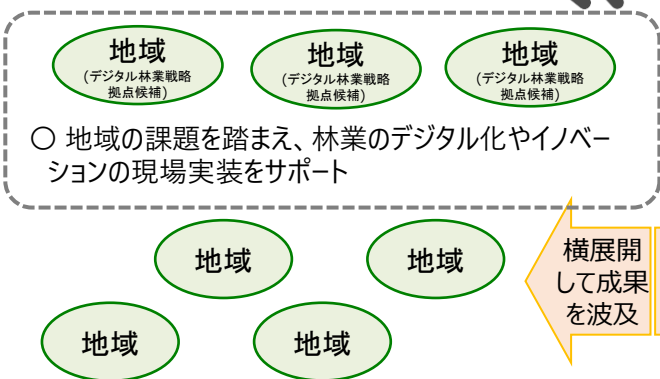 地域
(デジタル林業戦略
拠点候補)
地域
(デジタル林業戦略
拠点候補)
地域
(デジタル林業戦略
拠点候補)
〇 地域の課題を踏まえ、林業のデジタル化やイノベー
ションの現場実装をサポート
地域
地域
横展開
して成果
を波及
地域
地域